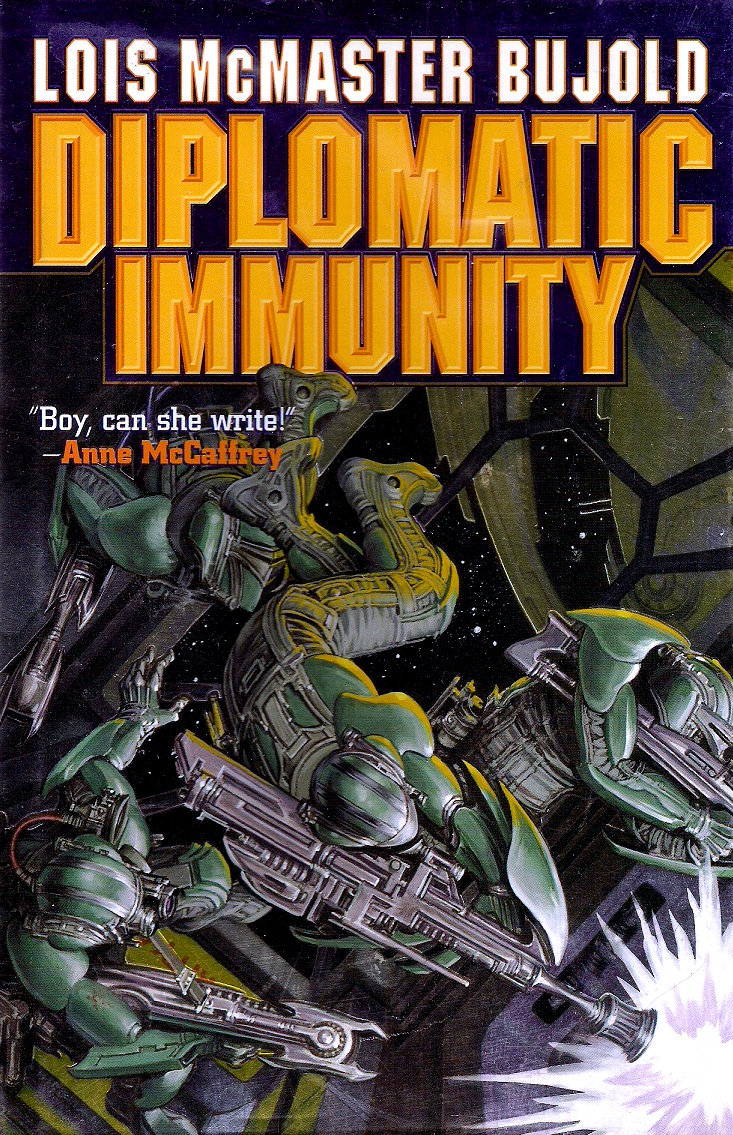 LOIS McMASTER BUJOLD
DIPLOMATIC
IMMUNITY
"Boy, can she write!"
—Anne McCaffrey